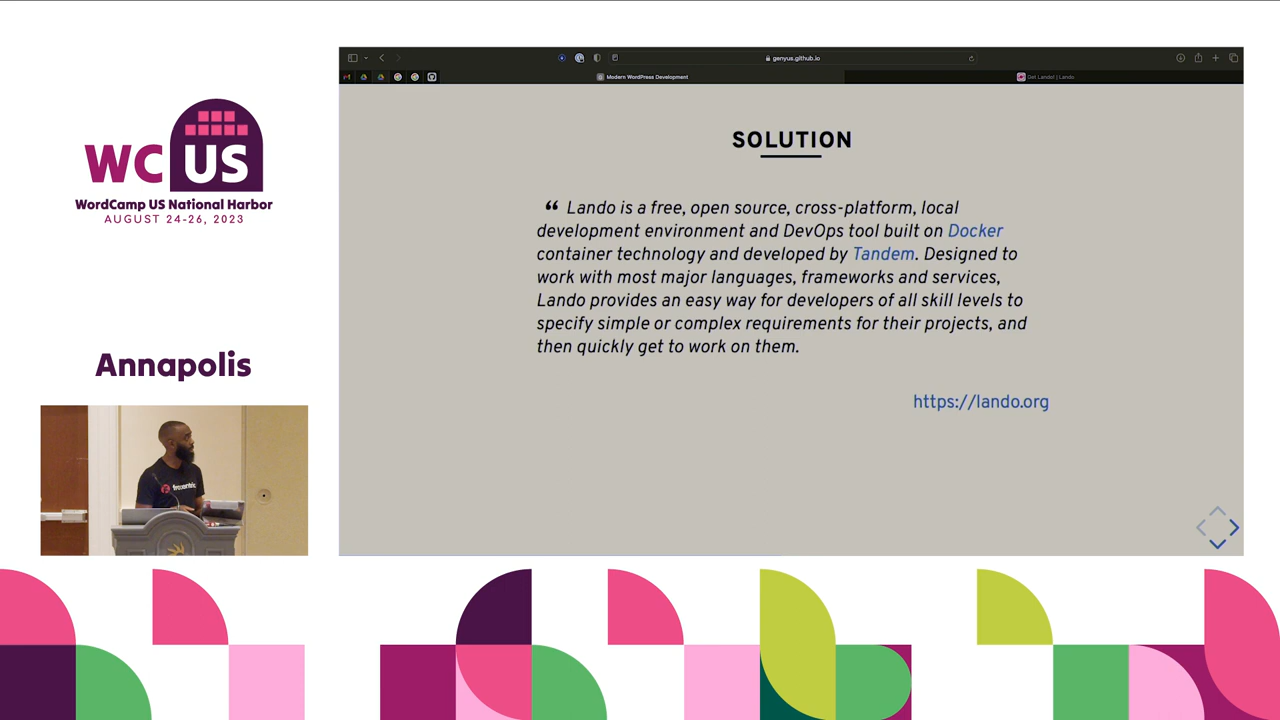 WC US
WordCamp US National Harbor
AUGUST 24-26, 2023
Annapolis
genyus.github.io
Modern WordPress Development
Get Lando! | Lando
SOLUTION
“ Lando is a free, open source, cross-platform, local
development environment and DevOps tool built on Docker
container technology and developed by Tandem. Designed to
work with most major languages, frameworks and services,
Lando provides an easy way for developers of all skill levels to
specify simple or complex requirements for their projects, and
then quickly get to work on them.
https://lando.org